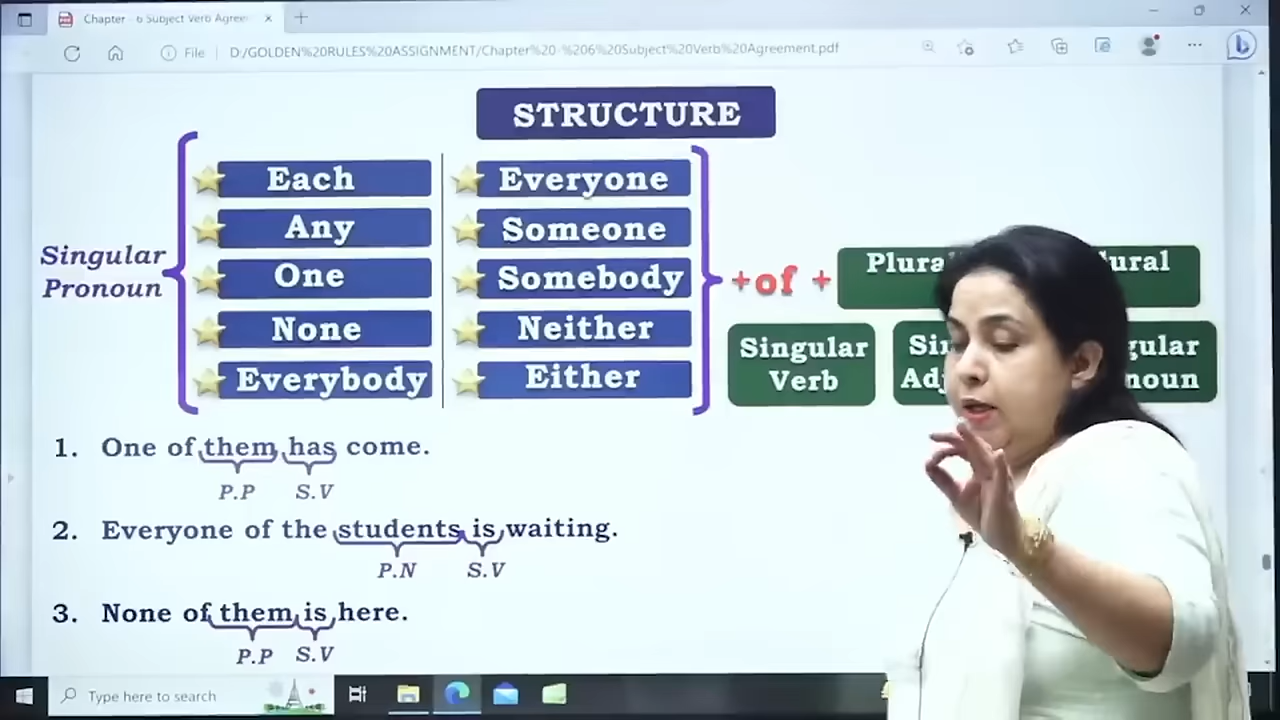 Chapter - 6 Subject Verb Agree
File
D:/GOLDEN%20RULES%20ASSIGNMENT/Chapter%20-%206%20Subject%20Verb%20Agreement.pdf
STRUCTURE
Singular Pronoun
Each
Any
One
None
Everybody
Everyone
Someone
Somebody
Neither
Either
+of +
Singular
Verb
1. One of them has come.
P.P S.V
2. Everyone of the students is waiting.
P.N S.V
3. None of them is here.
P.P S.V
Type here to search